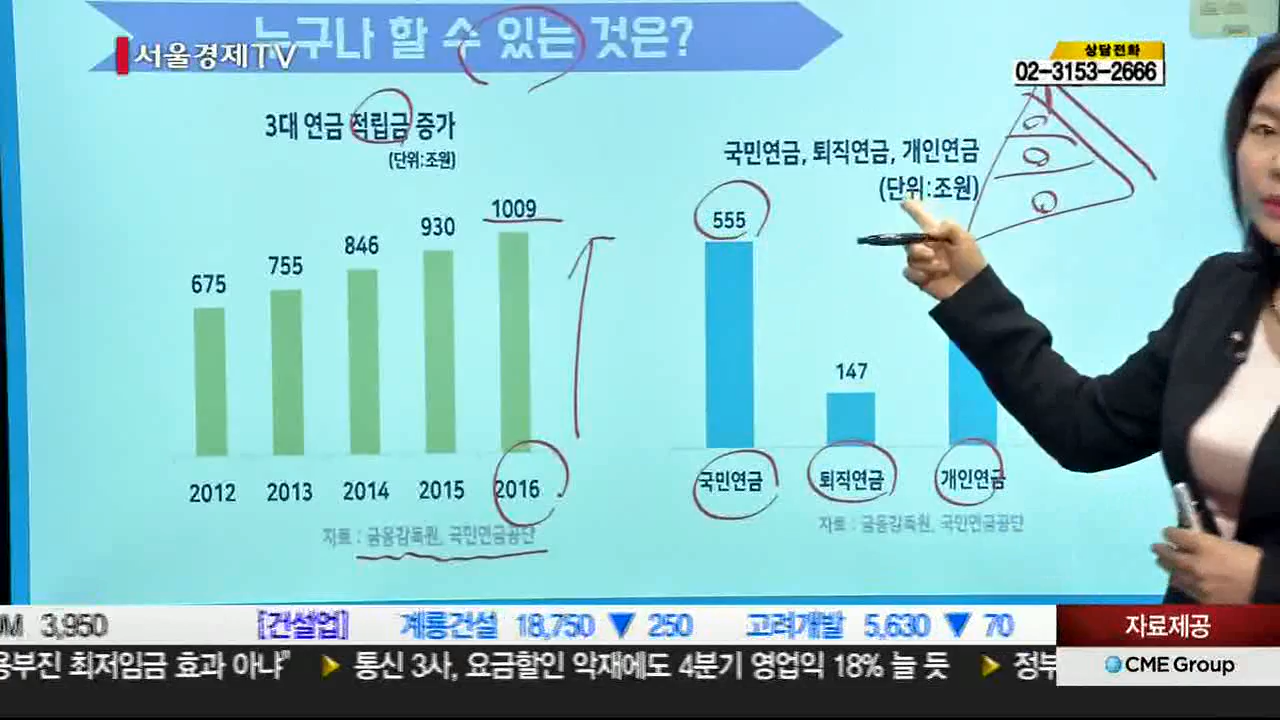 누구나 할 수 있는 것은?
서울경제TV
상담전화
02-3153-2666
3대 연금 적립금 증가
(단위:조원)
675
755
846
930
1009
2012 2013 2014 2015 2016
자료 : 금융감독원, 국민연금공단
국민연금, 퇴직연금, 개인연금
(단위:조원)
555
147
국민연금 퇴직연금 개인연금
자료 : 금융감독원, 국민연금공단
3,950 [건설업] 계룡건설 18,750 ▼ 250 고려개발 5,630 ▼ 70
자료제공
최저임금 효과 아냐" ▶ 통신 3사, 요금할인 악재에도 4분기 영업익 18% 늘 듯 ▶
CME Group